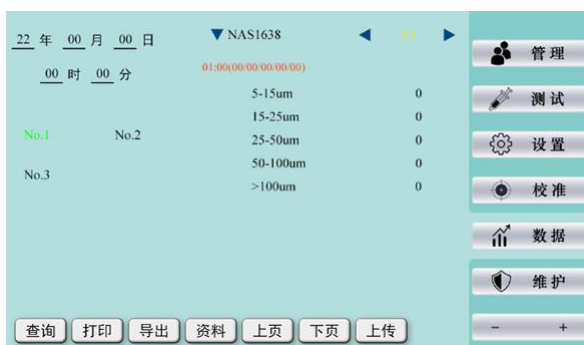 22 年 00 月 00 日
00 时 00 分
No.1 No.2
No.3
▼ NAS1638 ◀ ▶
01:00(00/00/00/00/00)
5-15um 0
15-25um 0
25-50um 0
50-100um 0
>100um 0
管理
测试
设置
校准
数据
维护
- +
查询 打印 导出 资料 上页 下页 上传